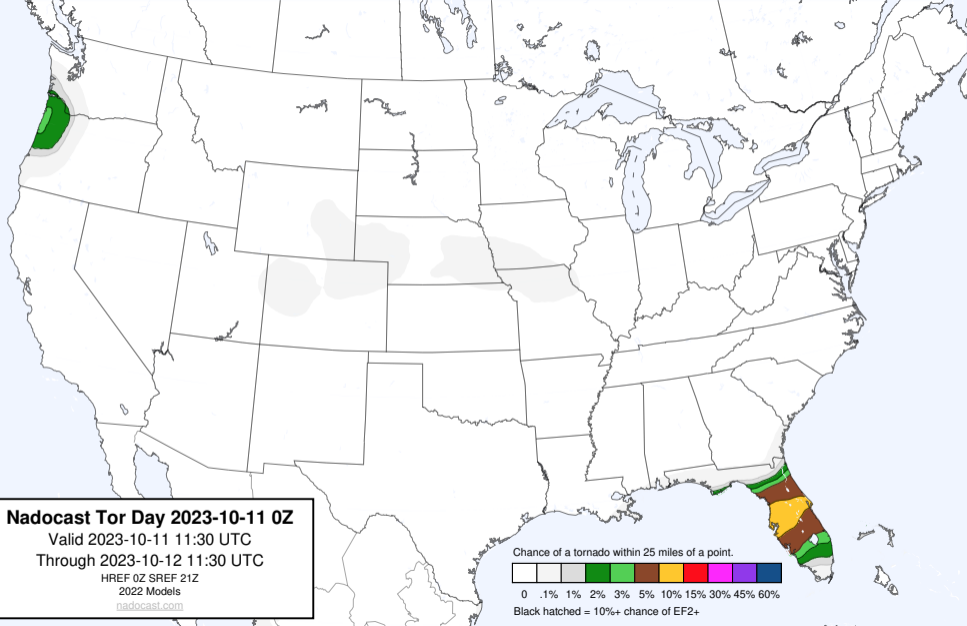 Nadocast Tor Day 2023-10-11 0Z
Valid 2023-10-11 11:30 UTC
Through 2023-10-12 11:30 UTC
HREF 0Z SREF 21Z
2022 Models
nadocast.com
Chance of a tornado within 25 miles of a point.
0 .1% 1% 2% 3% 5% 10% 15% 30% 45% 60%
Black hatched = 10%+ chance of EF2+